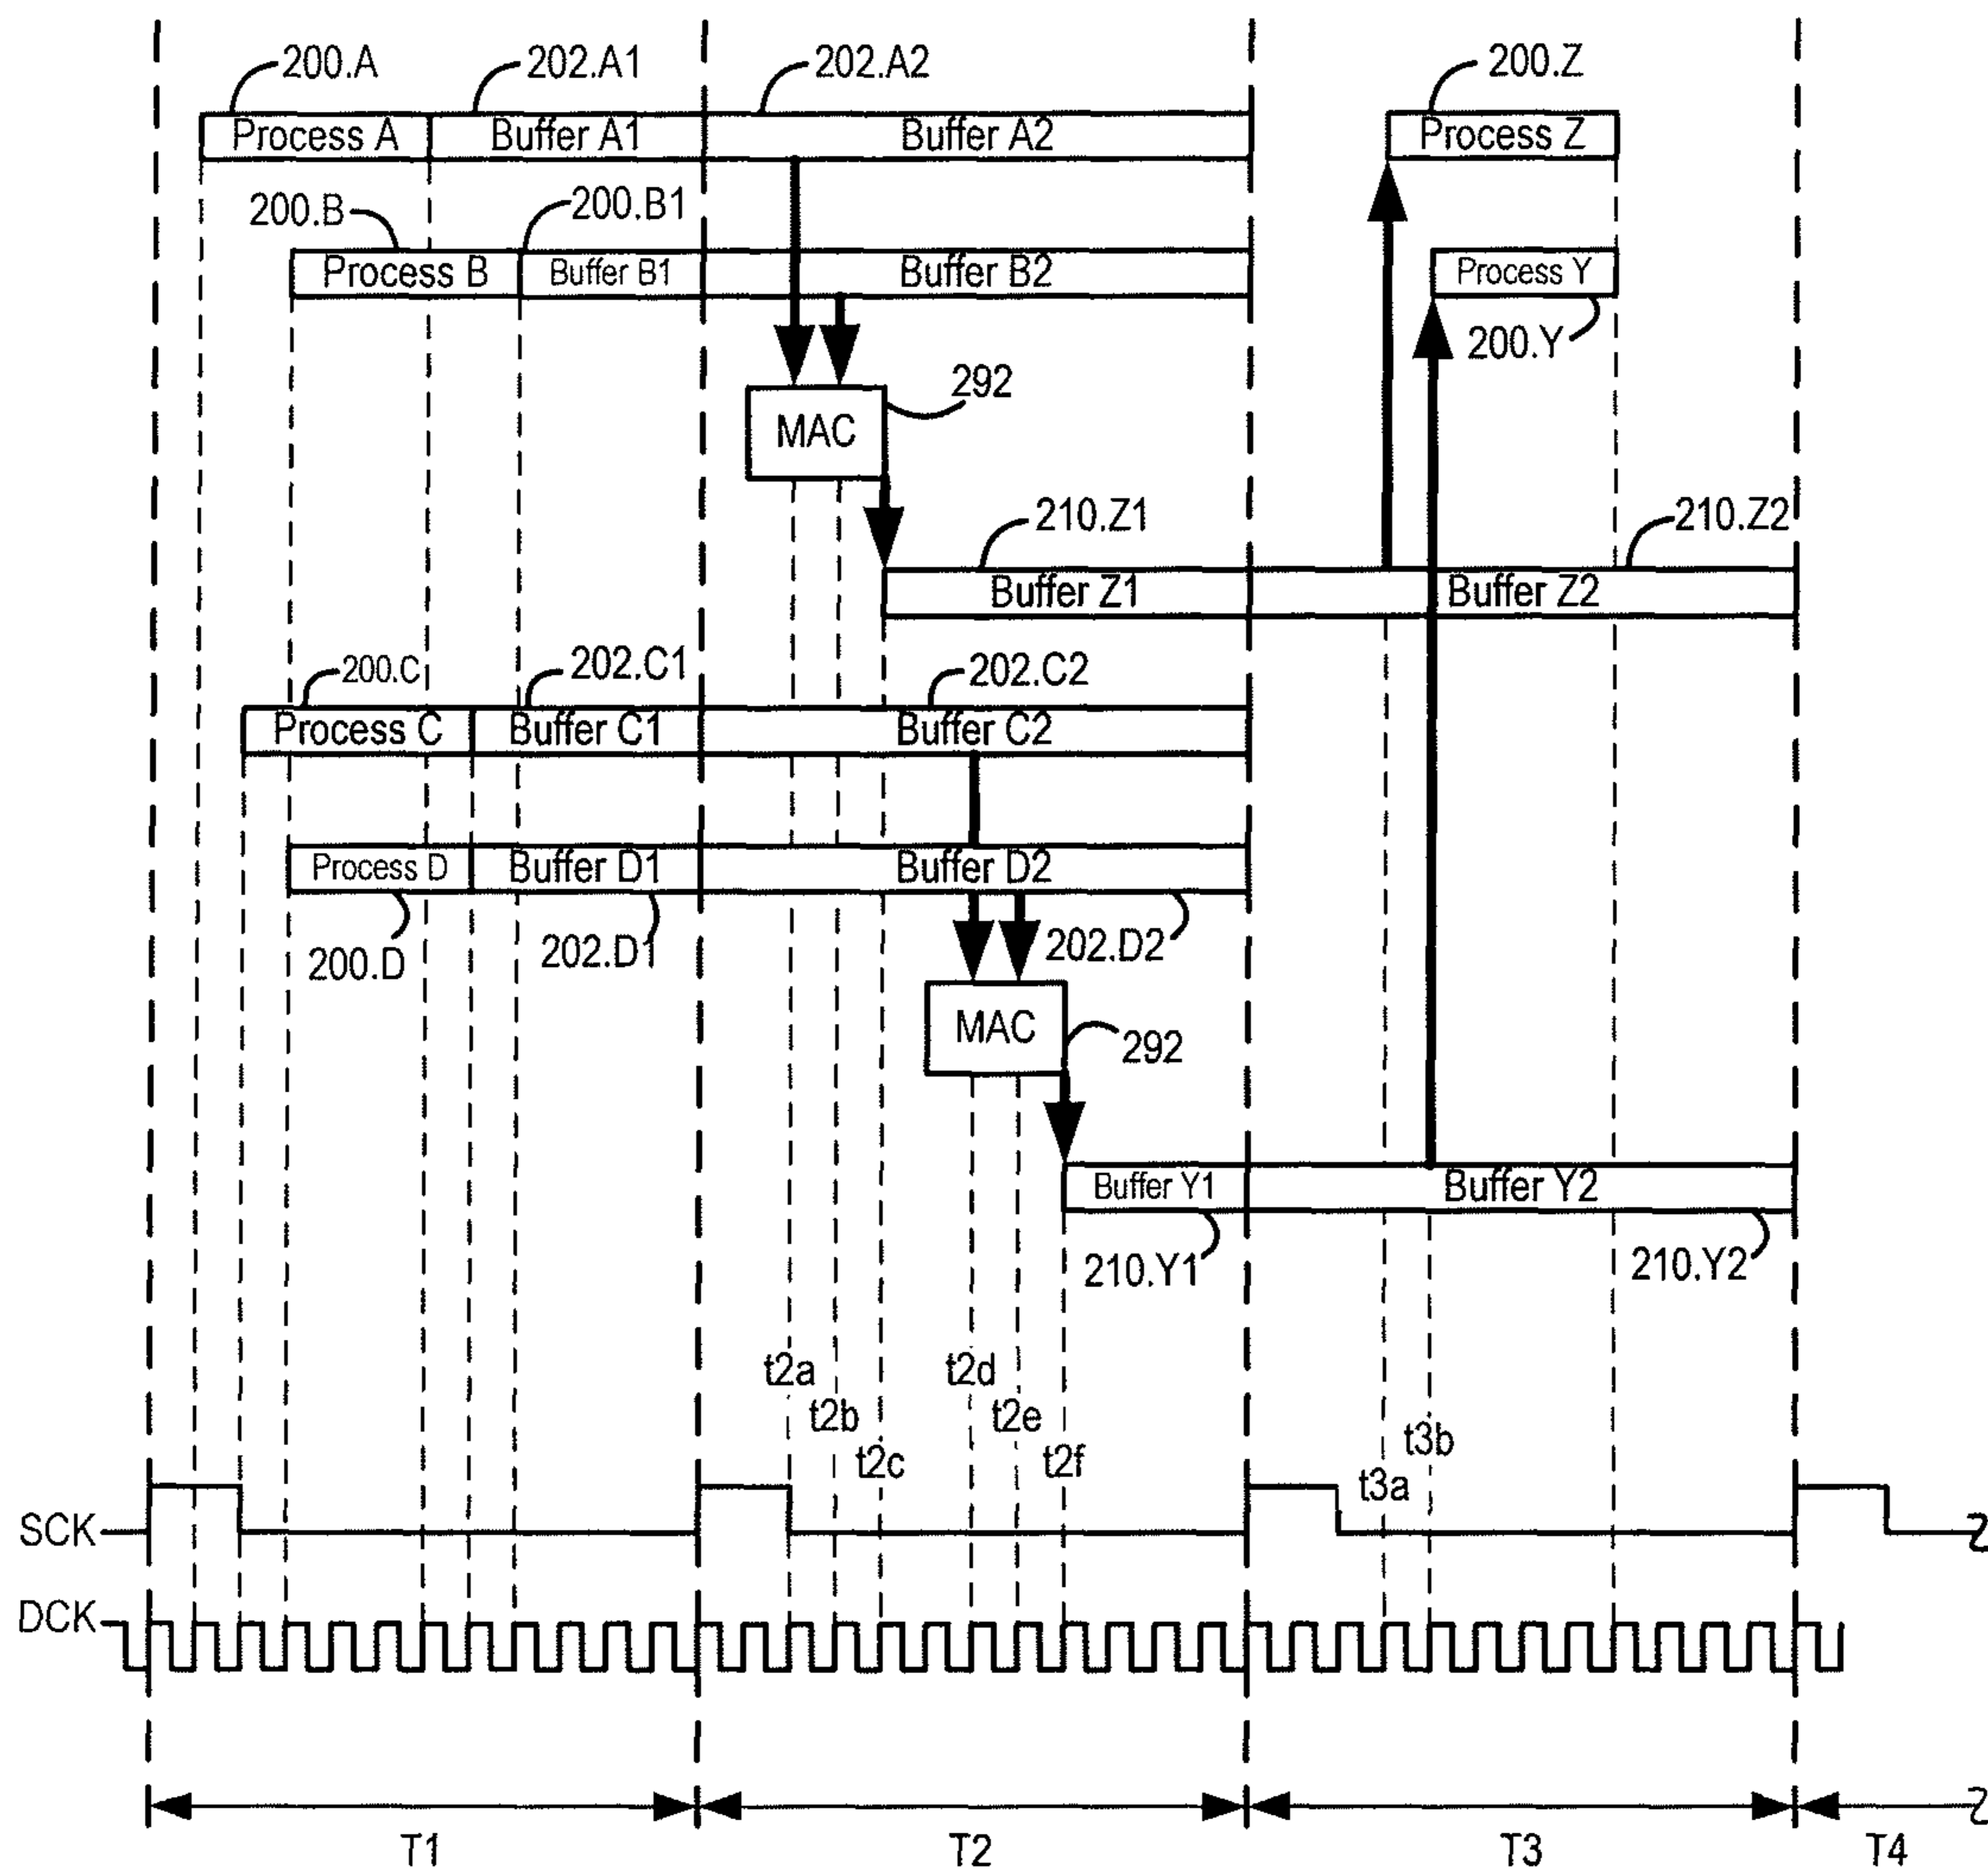 200.A 202.A1 202.A2 200.Z
Process A Buffer A1 Buffer A2 Process Z
200.B 200.B1
Process B Buffer B1 Buffer B2 Process Y
200.Y
292
MAC
210.Z1 210.Z2
Buffer Z1 Buffer Z2
200.C 202.C1 202.C2
Process C Buffer C1 Buffer C2
Process D Buffer D1 Buffer D2
200.D 202.D1 202.D2
MAC
292
Buffer Y1 Buffer Y2
210.Y1 210.Y2
t2a t2d
t2b t2e
t3b
t2c t2f
t3a
SCK
DCK
T1 T2 T3 T4